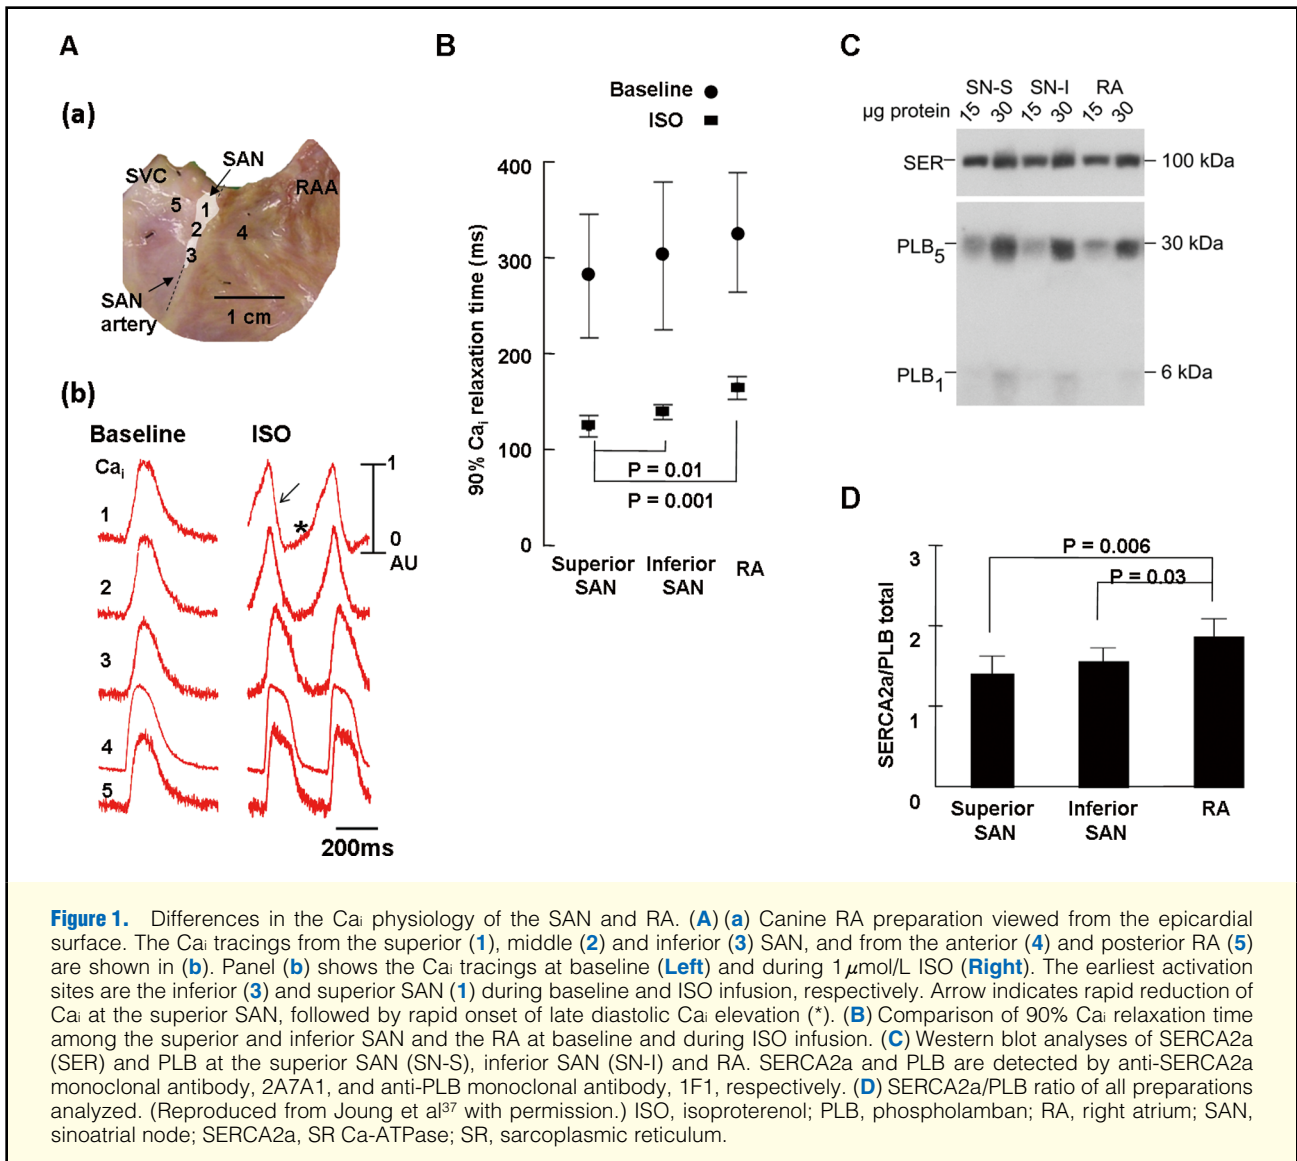 A
(a)
SAN
SVC
RAA
5
1
2
4
3
SAN
artery
1 cm
(b)
Baseline
ISO
Cai
1
1
*
0
AU
2
3
4
5
200ms
B
Baseline
ISO
400
300
200
100
0
90% Cai relaxation time (ms)
P = 0.01
P = 0.001
Superior
SAN
Inferior
SAN
RA
C
SN-S SN-I RA
µg protein 15 30 15 30 15 30
SER 100 kDa
PLB5 30 kDa
PLB1 6 kDa
D
P = 0.006
P = 0.03
3
2
1
0
SERCA2a/PLB total
Superior
SAN
Inferior
SAN
RA
Figure 1. Differences in the Cai physiology of the SAN and RA. (A) (a) Canine RA preparation viewed from the epicardial
surface. The Cai tracings from the superior (1), middle (2) and inferior (3) SAN, and from the anterior (4) and posterior RA (5)
are shown in (b). Panel (b) shows the Cai tracings at baseline (Left) and during 1 µmol/L ISO (Right). The earliest activation
sites are the inferior (3) and superior SAN (1) during baseline and ISO infusion, respectively. Arrow indicates rapid reduction of
Cai at the superior SAN, followed by rapid onset of late diastolic Cai elevation (*). (B) Comparison of 90% Cai relaxation time
among the superior and inferior SAN and the RA at baseline and during ISO infusion. (C) Western blot analyses of SERCA2a
(SER) and PLB at the superior SAN (SN-S), inferior SAN (SN-I) and RA. SERCA2a and PLB are detected by anti-SERCA2a
monoclonal antibody, 2A7A1, and anti-PLB monoclonal antibody, 1F1, respectively. (D) SERCA2a/PLB ratio of all preparations
analyzed. (Reproduced from Joung et al37 with permission.) ISO, isoproterenol; PLB, phospholamban; RA, right atrium; SAN,
sinoatrial node; SERCA2a, SR Ca-ATPase; SR, sarcoplasmic reticulum.